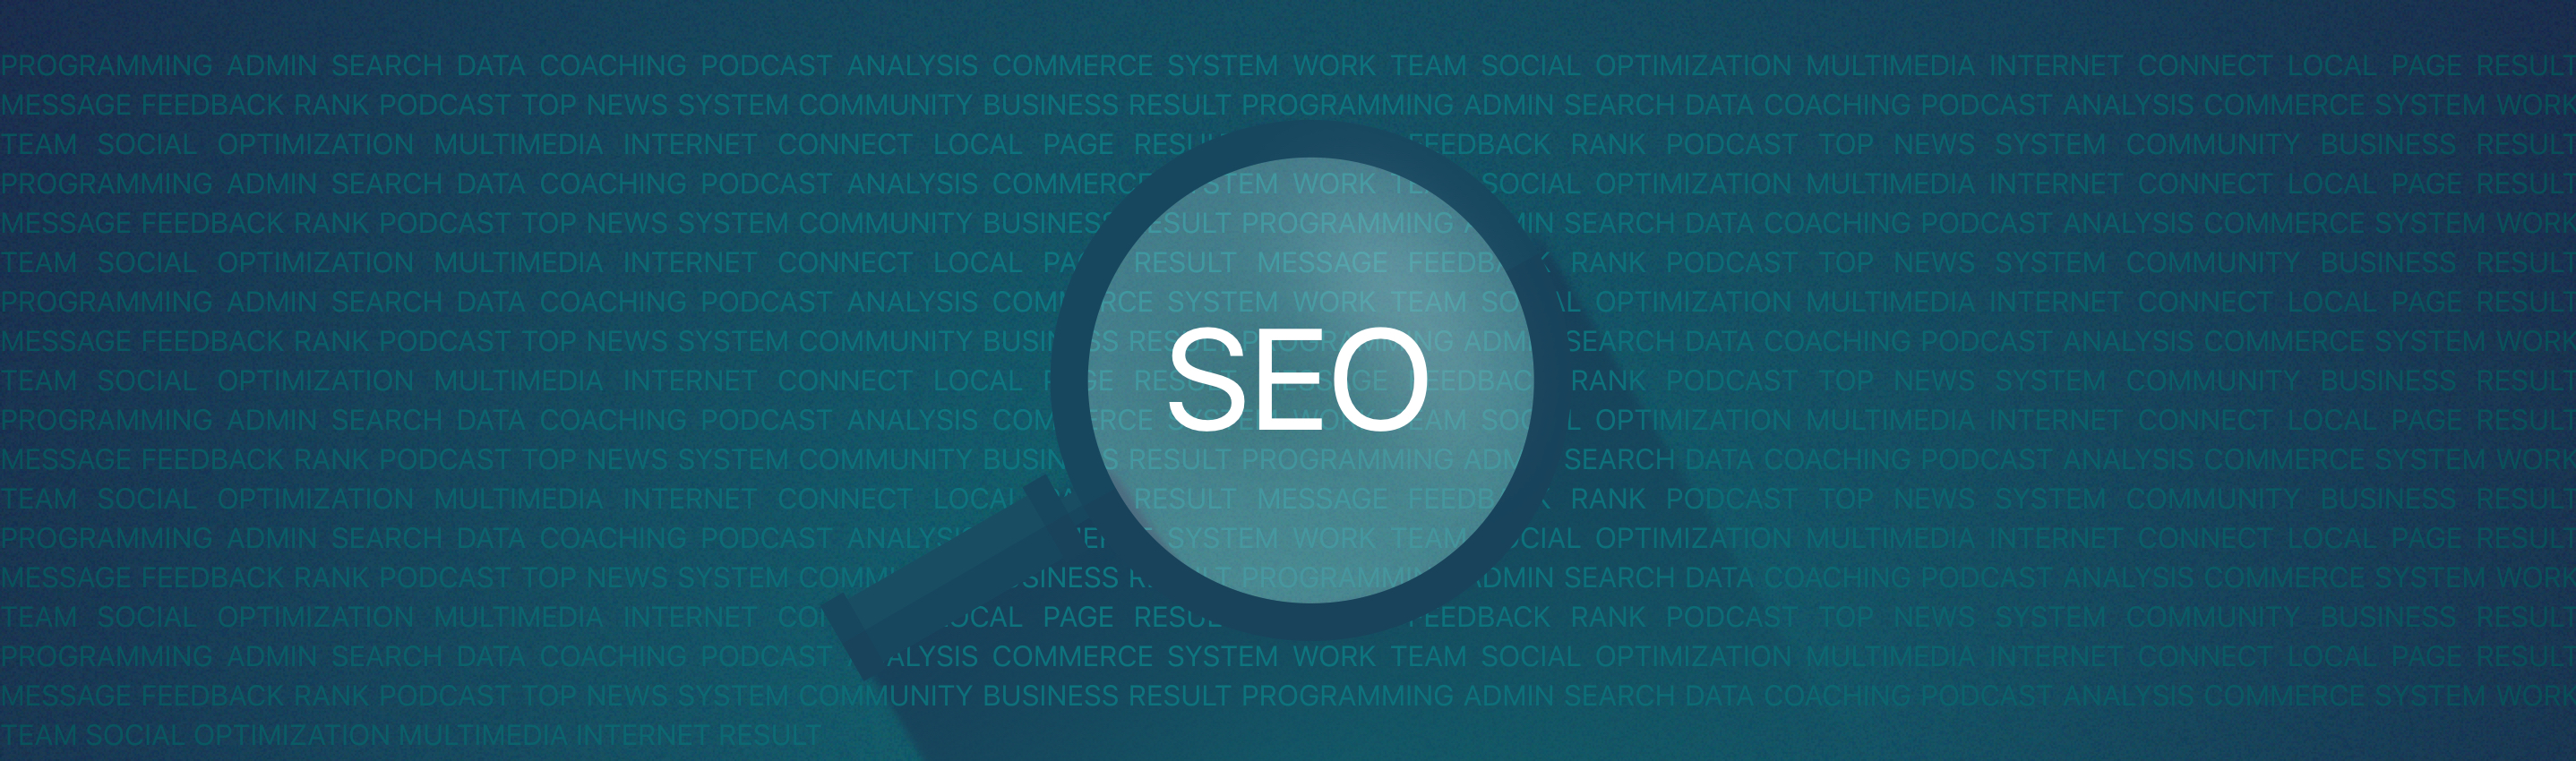 PROGRAMMING ADMIN SEARCH DATA COACHING PODCAST ANALYSIS COMMERCE SYSTEM WORK TEAM SOCIAL OPTIMIZATION MULTIMEDIA INTERNET CONNECT LOCAL PAGE RESULT
MESSAGE FEEDBACK RANK PODCAST TOP NEWS SYSTEM COMMUNITY BUSINESS RESULT PROGRAMMING ADMIN SEARCH DATA COACHING PODCAST ANALYSIS COMMERCE SYSTEM WORK
TEAM SOCIAL OPTIMIZATION MULTIMEDIA INTERNET CONNECT LOCAL PAGE FEEDBACK RANK PODCAST TOP NEWS SYSTEM COMMUNITY BUSINESS RESULT
PROGRAMMING ADMIN SEARCH DATA COACHING PODCAST ANALYSIS COMMERCE WORK SOCIAL OPTIMIZATION MULTIMEDIA INTERNET CONNECT LOCAL PAGE RESULT
MESSAGE FEEDBACK RANK PODCAST TOP NEWS SYSTEM COMMUNITY BUSINESS RESULT PROGRAMMING SEARCH DATA COACHING PODCAST ANALYSIS COMMERCE SYSTEM WORK
TEAM SOCIAL OPTIMIZATION MULTIMEDIA INTERNET CONNECT LOCAL RESULT MESSAGE RANK PODCAST TOP NEWS SYSTEM COMMUNITY BUSINESS RESULT
PROGRAMMING ADMIN SEARCH DATA COACHING PODCAST ANALYSIS SYSTEM WORK TEAM OPTIMIZATION MULTIMEDIA INTERNET CONNECT LOCAL PAGE RESULT
MESSAGE FEEDBACK RANK PODCAST TOP NEWS SYSTEM COMMUNITY SEARCH DATA COACHING PODCAST ANALYSIS COMMERCE SYSTEM WORK
SEO
TEAM SOCIAL OPTIMIZATION MULTIMEDIA INTERNET CONNECT LOCAL RANK PODCAST TOP NEWS SYSTEM COMMUNITY BUSINESS RESULT
PROGRAMMING ADMIN SEARCH DATA COACHING PODCAST ANALYSIS OPTIMIZATION MULTIMEDIA INTERNET CONNECT LOCAL PAGE RESULT
MESSAGE FEEDBACK RANK PODCAST TOP NEWS SYSTEM COMMUNITY RESULT PROGRAMMING SEARCH DATA COACHING PODCAST ANALYSIS COMMERCE SYSTEM WORK
TEAM SOCIAL OPTIMIZATION MULTIMEDIA INTERNET CONNECT LOCAL RESULT MESSAGE RANK PODCAST TOP NEWS SYSTEM COMMUNITY BUSINESS RESULT
PROGRAMMING ADMIN SEARCH DATA COACHING PODCAST SYSTEM WORK TEAM OPTIMIZATION MULTIMEDIA INTERNET CONNECT LOCAL PAGE RESULT
MESSAGE FEEDBACK RANK PODCAST TOP NEWS SYSTEM PROGRAMMING SEARCH DATA COACHING PODCAST ANALYSIS COMMERCE SYSTEM WORK
TEAM SOCIAL OPTIMIZATION MULTIMEDIA INTERNET PAGE FEEDBACK RANK PODCAST TOP NEWS SYSTEM COMMUNITY BUSINESS RESULT
PROGRAMMING ADMIN SEARCH DATA COACHING PODCAST COMMERCE SYSTEM WORK TEAM SOCIAL OPTIMIZATION MULTIMEDIA INTERNET CONNECT LOCAL PAGE RESULT
MESSAGE FEEDBACK RANK PODCAST TOP NEWS SYSTEM COMMUNITY BUSINESS RESULT PROGRAMMING ADMIN SEARCH DATA COACHING PODCAST ANALYSIS COMMERCE SYSTEM WORK
TEAM SOCIAL OPTIMIZATION MULTIMEDIA INTERNET RESULT